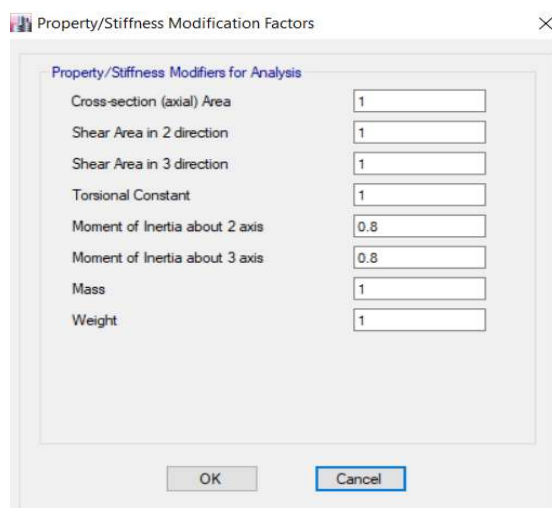 Property/Stiffness Modification Factors
Property/Stiffness Modifiers for Analysis
Cross-section (axial) Area 1
Shear Area in 2 direction 1
Shear Area in 3 direction 1
Torsional Constant 1
Moment of Inertia about 2 axis 0.8
Moment of Inertia about 3 axis 0.8
Mass 1
Weight 1
OK Cancel